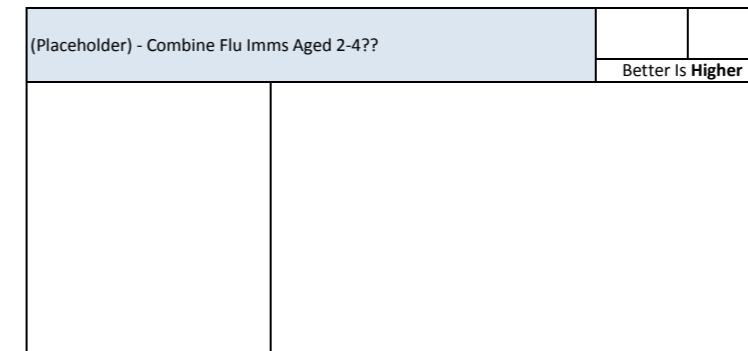 (Placeholder) - Combine Flu Imms Aged 2-4??
Better Is Higher